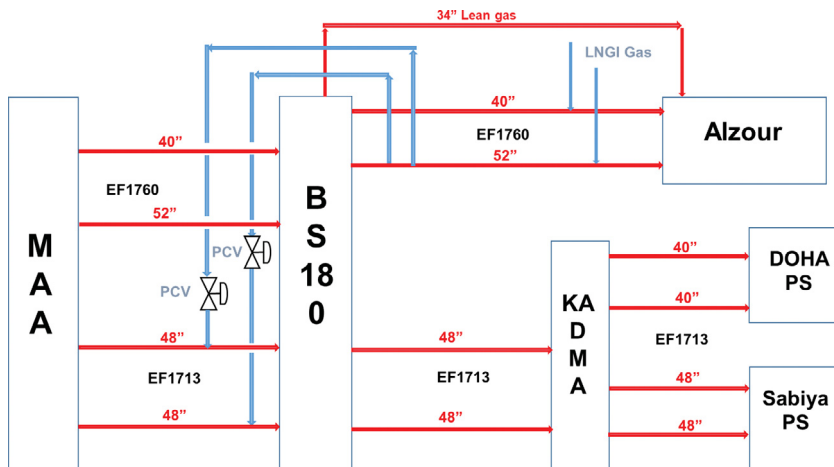 34” Lean gas
LNGI Gas
40”
40”
EF1760
Alzour
EF1760
52”
52”
B
S
18
0
M
A
A
PCV
PCV
40”
DOHA
PS
40”
KA
D
M
A
48”
48”
EF1713
EF1713
EF1713
48”
Sabiya
PS
48”
48”
48”